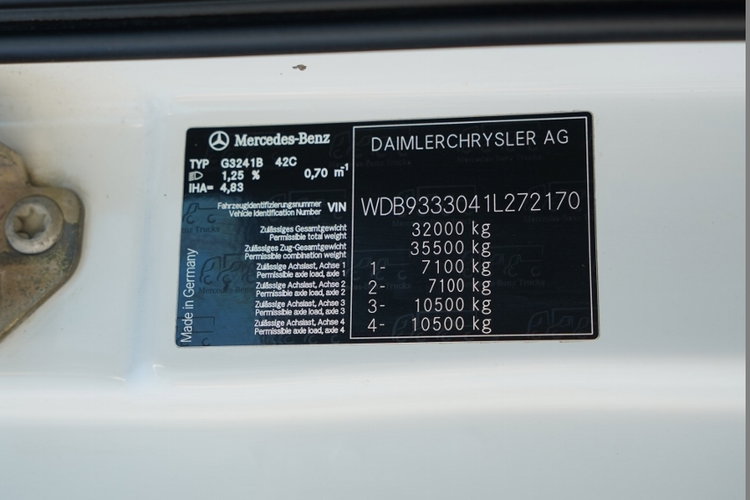 Mercedes-Benz
DAIMLERCHRYSLER AG
TYP G3241B 42C
1,25 % 0,70 m-1
IHA= 4,83
Fahrzeugidentifizierungsnummer
Vehicle Identification Number VIN WDB9333041L272170
Zulässiges Gesamtgewicht
Permissible total weight 32000 kg
Zulässiges Zug-Gesamtgewicht
Permissible combination weight 35500 kg
Zulässige Achslast, Achse 1
Permissible axle load, axle 1 1- 7100 kg
Zulässige Achslast, Achse 2
Permissible axle load, axle 2 2- 7100 kg
Zulässige Achslast, Achse 3
Permissible axle load, axle 3 3- 10500 kg
Zulässige Achslast, Achse 4
Permissible axle load, axle 4 4- 10500 kg
Made in Germany